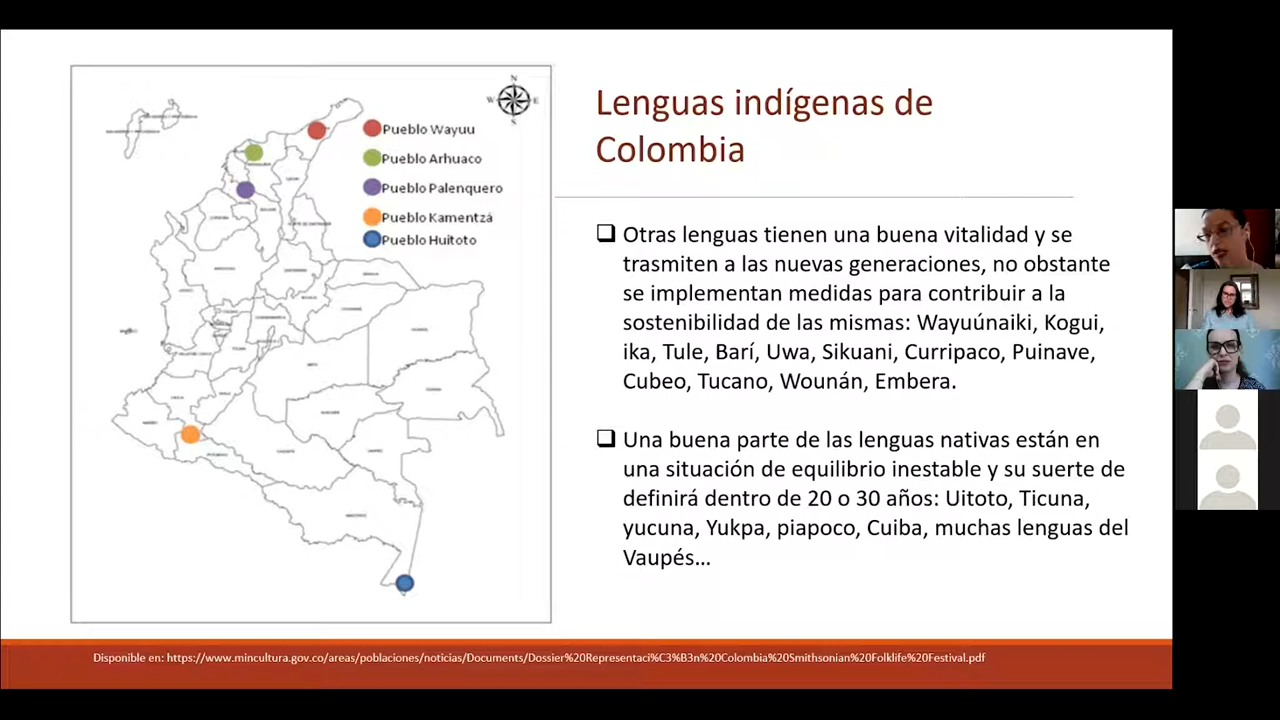 Lenguas indígenas de
Colombia
N
W
E
S
Pueblo Wayuu
Pueblo Arhuaco
Pueblo Palenquero
Pueblo Kamentzá
Pueblo Huitoto
Otras lenguas tienen una buena vitalidad y se
trasmiten a las nuevas generaciones, no obstante
se implementan medidas para contribuir a la
sostenibilidad de las mismas: Wayuúnaiki, Kogui,
ika, Tule, Barí, Uwa, Sikuani, Curripaco, Puinave,
Cubeo, Tucano, Wounán, Embera.
Una buena parte de las lenguas nativas están en
una situación de equilibrio inestable y su suerte de
definirá dentro de 20 o 30 años: Uitoto, Ticuna,
yucuna, Yukpa, piapoco, Cuiba, muchas lenguas del
Vaupés…
Disponible en: https://www.mincultura.gov.co/areas/poblaciones/noticias/Documents/Dossier%20Representaci%C3%B3n%20Colombia%20Smithsonian%20Folklife%20Festival.pdf